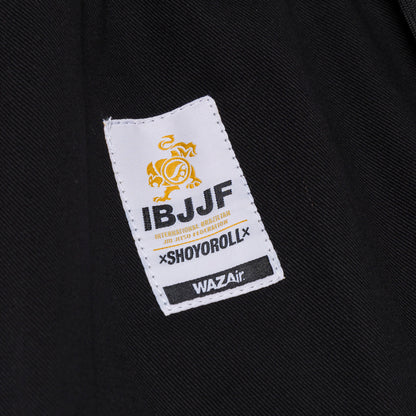 IBJJF
INTERNATIONAL BRAZILIAN
JIU JITSU FEDERATION
×SHOYOROLL×
WAZAir.